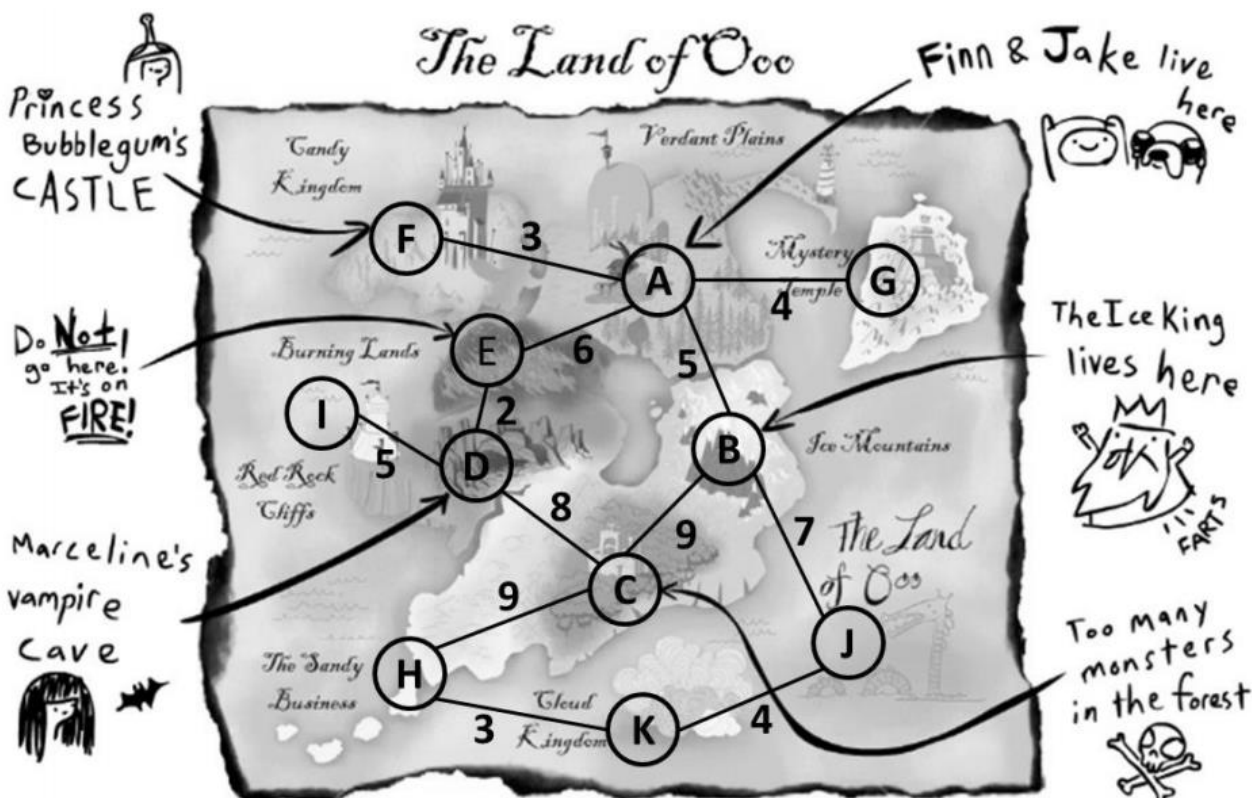 The Land of Ooo
Finn & Jake live
here
Princess
Bubblegum's
CASTLE
Candy
Kingdom
Verdant Plains
F
3
A
Mystery
Temple
G
4
Do Not!
go here!
It's on
FIRE!
Burning Lands
E
6
5
The Ice King
lives here
I
2
5
D
B
Ice Mountains
Red Rock
Cliffs
8
9
7
The Land
of Ooo
FARTS
Marceline's
vampire
Cave
9
C
J
Too many
monsters
in the forest
The Sandy
Business
H
3
Cloud
Kingdom
K
4